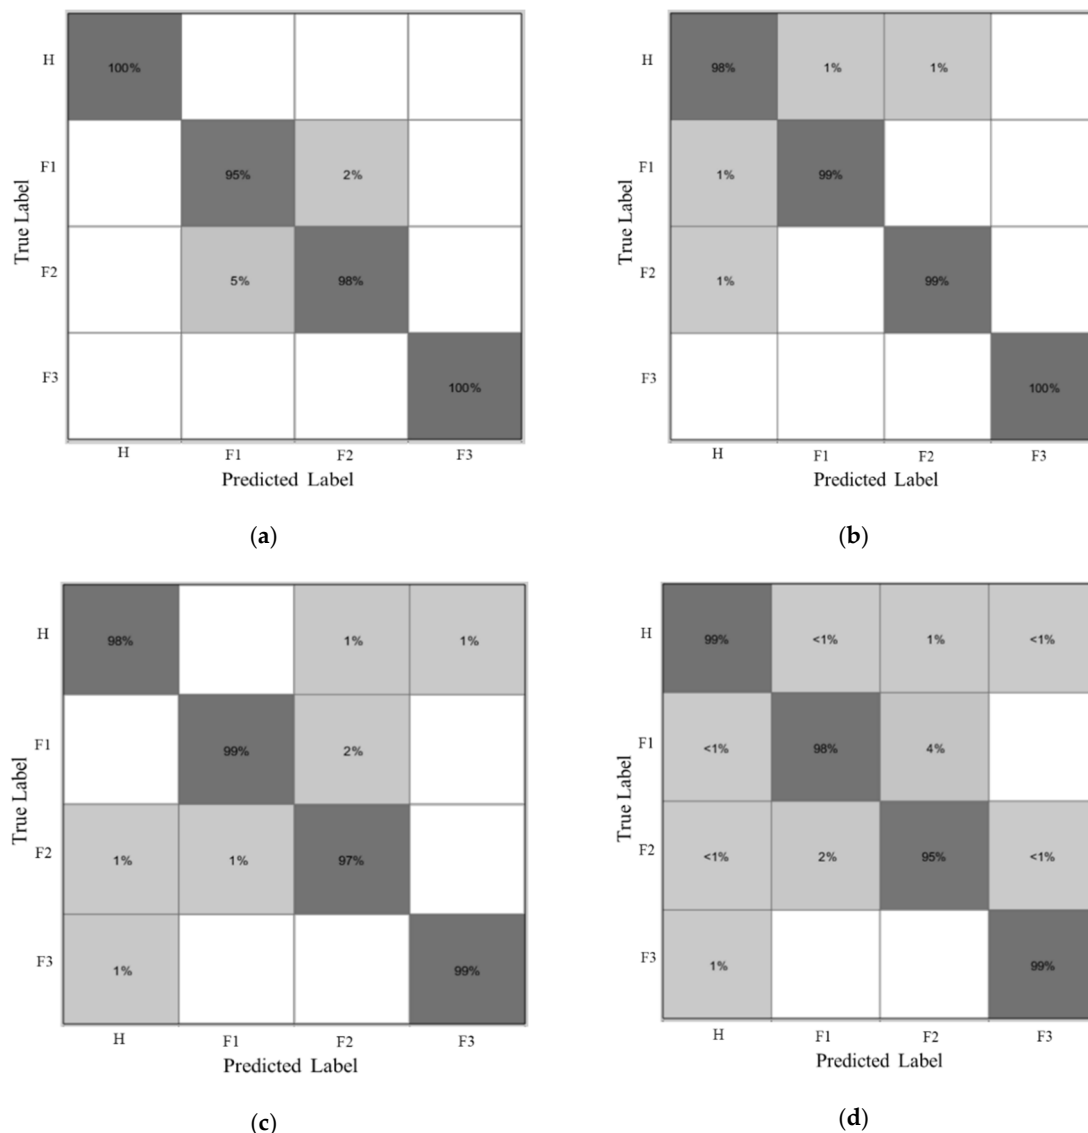 H 100%
F1 95% 2%
F2 5% 98%
F3 100%
H F1 F2 F3
Predicted Label
True Label
(a)
H 98% 1% 1%
F1 1% 99%
F2 1% 99%
F3 100%
H F1 F2 F3
Predicted Label
True Label
(b)
H 98% 1% 1%
F1 99% 2%
F2 1% 1% 97%
F3 1% 99%
H F1 F2 F3
Predicted Label
True Label
(c)
H 99% <1% 1% <1%
F1 <1% 98% 4%
F2 <1% 2% 95% <1%
F3 1% 99%
H F1 F2 F3
Predicted Label
True Label
(d)